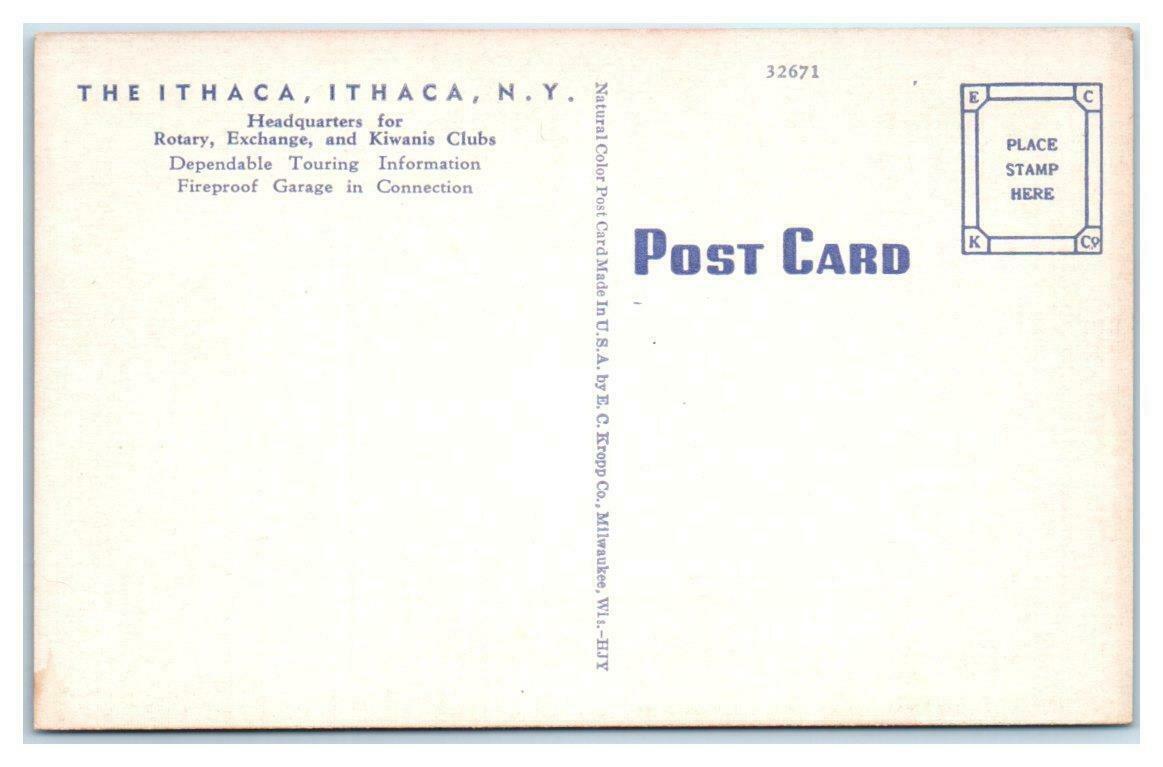 THE ITHACA, ITHACA, N.Y.
Headquarters for
Rotary, Exchange, and Kiwanis Clubs
Dependable Touring Information
Fireproof Garage in Connection
Natural Color Post Card Made In U.S.A. by E. C. Kropp Co., Milwaukee, Wis.-HJY
32671
POST CARD
E C
PLACE
STAMP
HERE
K Co